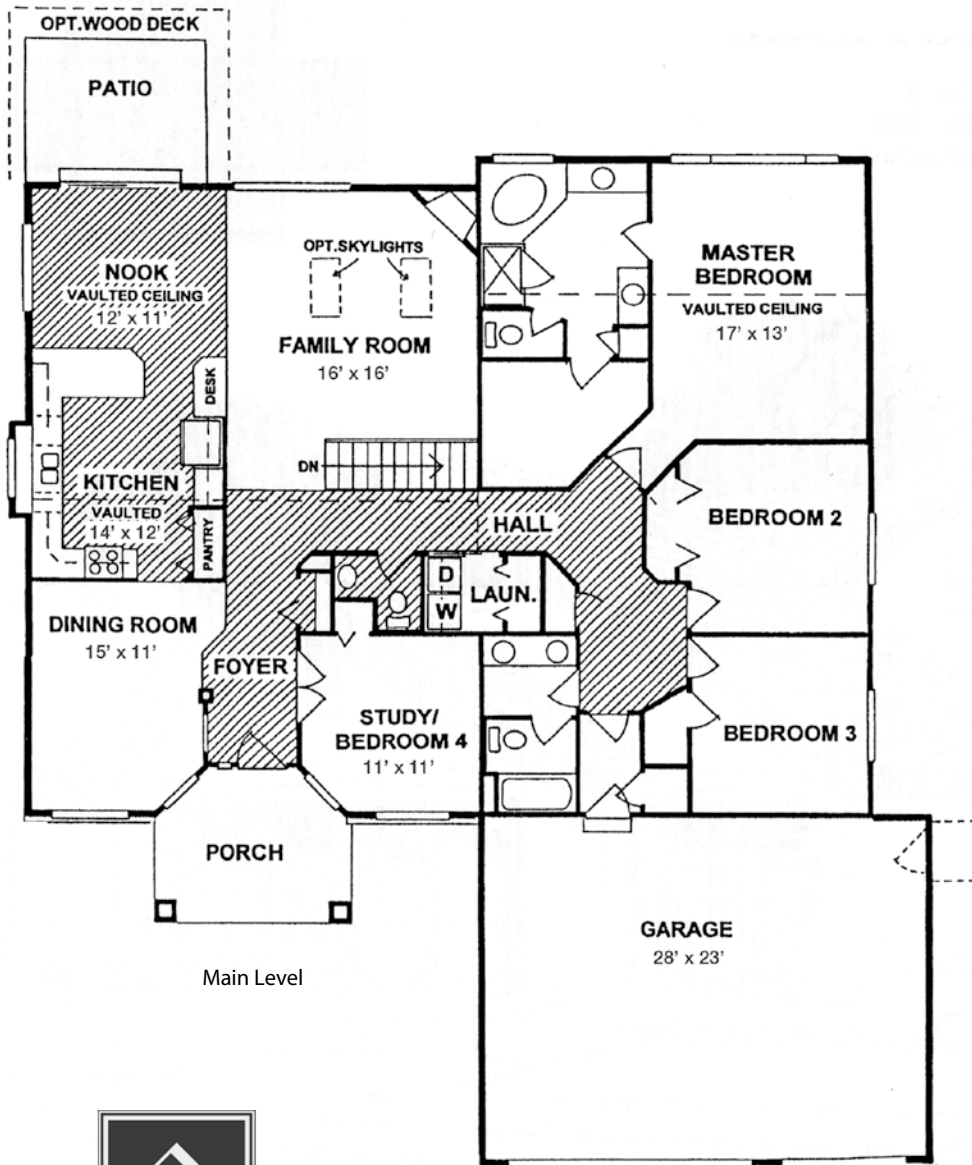 OPT.WOOD DECK
PATIO
NOOK
VAULTED CEILING
12' x 11'
OPT.SKYLIGHTS
FAMILY ROOM
16' x 16'
MASTER
BEDROOM
VAULTED CEILING
17' x 13'
DESK
DN
KITCHEN
VAULTED
14' x 12'
PANTRY
HALL
BEDROOM 2
D
W
LAUN.
DINING ROOM
15' x 11'
FOYER
STUDY/
BEDROOM 4
11' x 11'
BEDROOM 3
PORCH
GARAGE
28' x 23'
Main Level